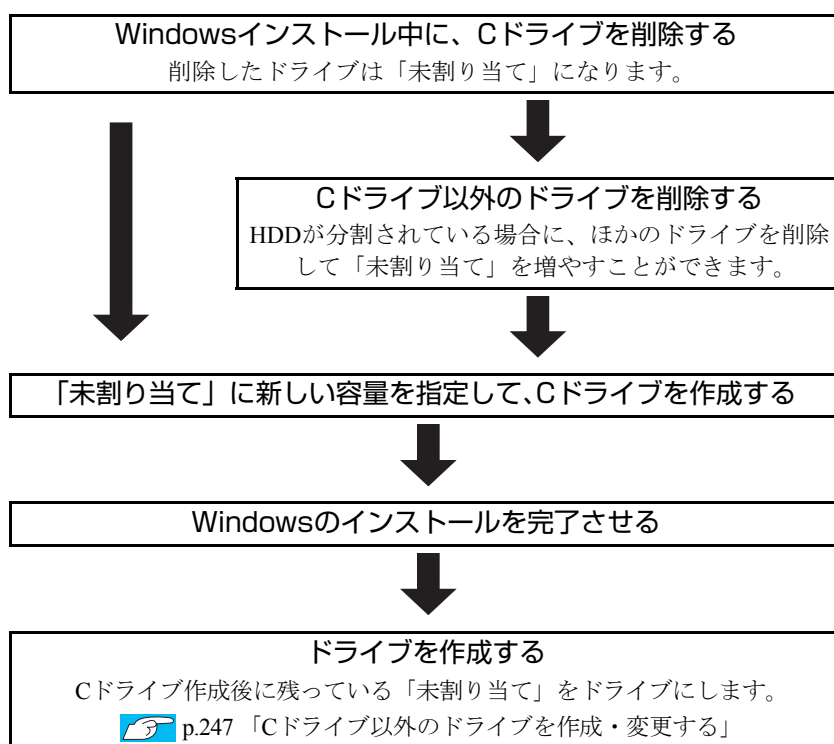 Windowsインストール中に、Cドライブを削除する
削除したドライブは「未割り当て」になります。
Cドライブ以外のドライブを削除する
HDDが分割されている場合に、ほかのドライブを削除
して「未割り当て」を増やすことができます。
「未割り当て」に新しい容量を指定して、Cドライブを作成する
Windowsのインストールを完了させる
ドライブを作成する
Cドライブ作成後に残っている「未割り当て」をドライブにします。
p.247 「Cドライブ以外のドライブを作成・変更する」